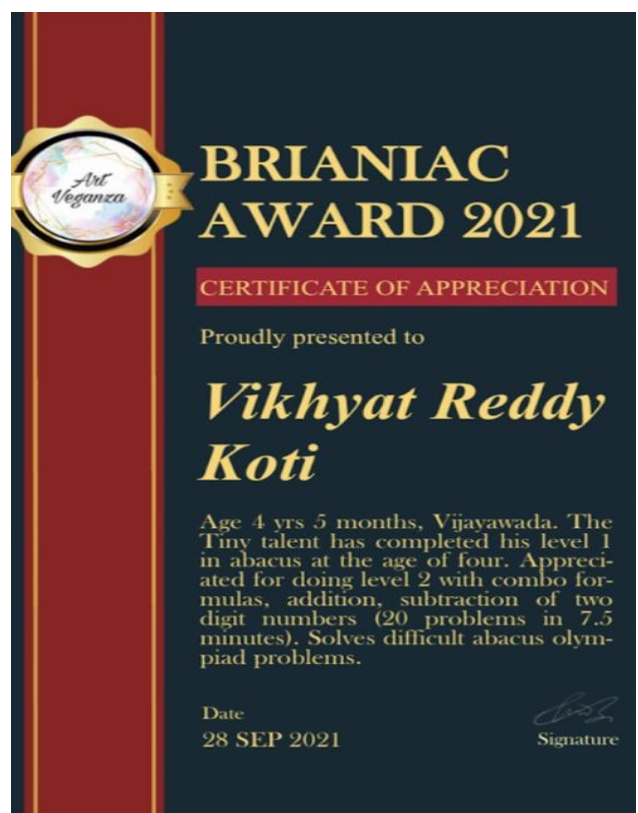 Art
Veganza
BRIANIAC
AWARD 2021
CERTIFICATE OF APPRECIATION
Proudly presented to
Vikhyat Reddy
Koti
Age 4 yrs 5 months, Vijayawada. The
Tiny talent has completed his level 1
in abacus at the age of four. Appreci-
ated for doing level 2 with combo for-
mulas, addition, subtraction of two
digit numbers (20 problems in 7.5
minutes). Solves difficult abacus olym-
piad problems.
Date
28 SEP 2021
Signature